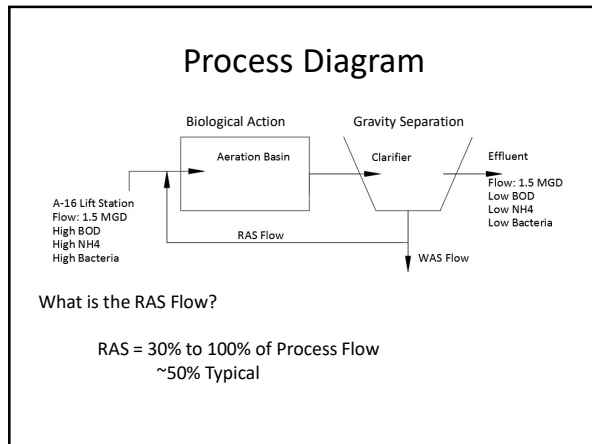 Process Diagram
Biological Action
Gravity Separation
Aeration Basin
Clarifier
Effluent
Flow: 1.5 MGD
Low BOD
Low NH4
Low Bacteria
A-16 Lift Station
Flow: 1.5 MGD
High BOD
High NH4
High Bacteria
RAS Flow
WAS Flow
What is the RAS Flow?
RAS = 30% to 100% of Process Flow
~50% Typical